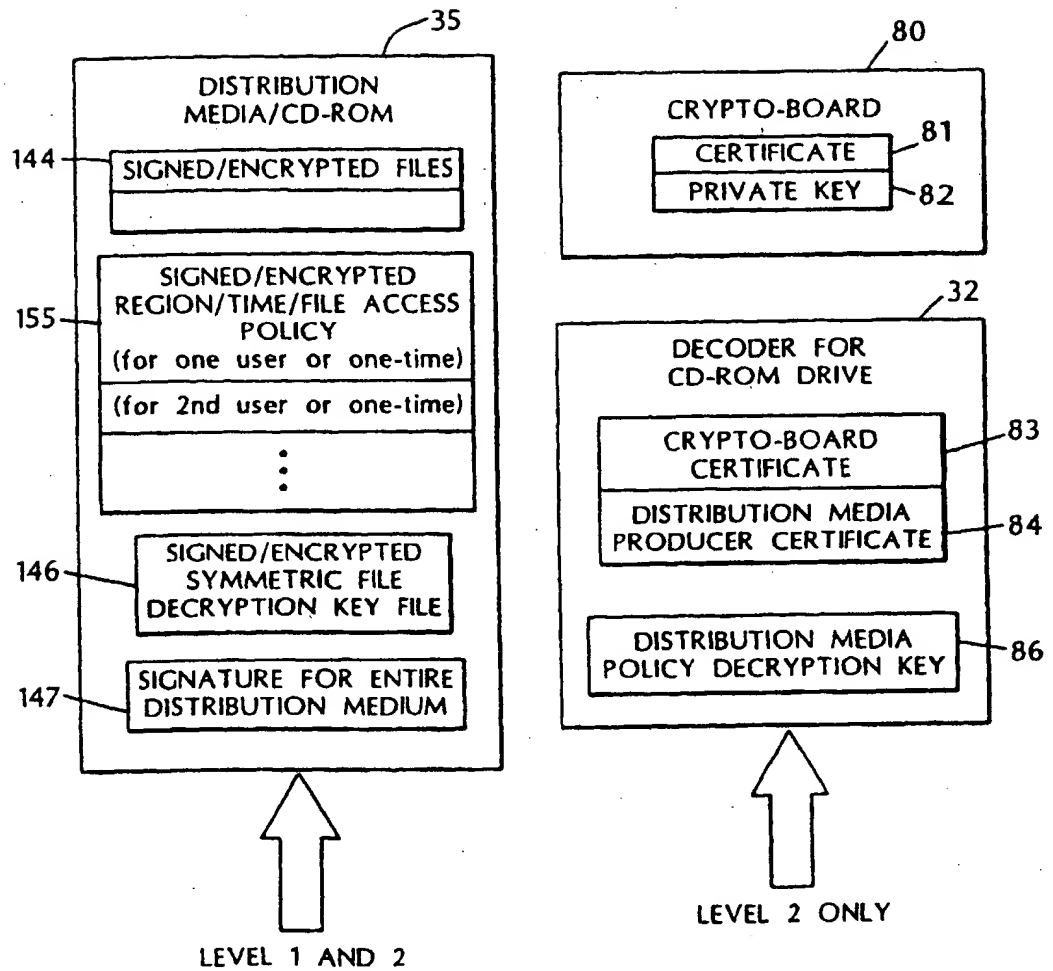 35
DISTRIBUTION
MEDIA/CD-ROM
144
SIGNED/ENCRYPTED FILES
155
SIGNED/ENCRYPTED
REGION/TIME/FILE ACCESS
POLICY
(for one user or one-time)
(for 2nd user or one-time)
146
SIGNED/ENCRYPTED
SYMMETRIC FILE
DECRYPTION KEY FILE
147
SIGNATURE FOR ENTIRE
DISTRIBUTION MEDIUM
LEVEL 1 AND 2
80
CRYPTO-BOARD
CERTIFICATE
81
PRIVATE KEY
82
32
DECODER FOR
CD-ROM DRIVE
CRYPTO-BOARD
CERTIFICATE
83
DISTRIBUTION MEDIA
PRODUCER CERTIFICATE
84
DISTRIBUTION MEDIA
POLICY DECRYPTION KEY
86
LEVEL 2 ONLY